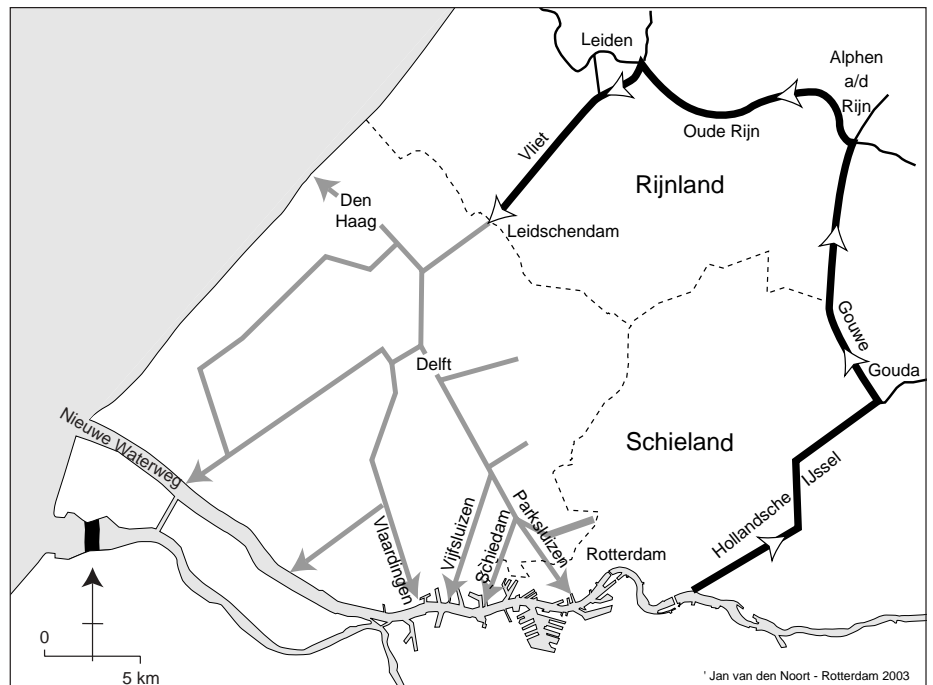 Leiden
Alphen
a/d
Rijn
Oude Rijn
Vliet
Rijnland
Den
Haag
Leidschendam
Gouwe
Delft
Gouda
Nieuwe Waterweg
Schieland
Hollandsche IJssel
Vlaardingen
Vijfsluizen
Schiedam
Parksluizen
Rotterdam
0
5 km
' Jan van den Noort - Rotterdam 2003